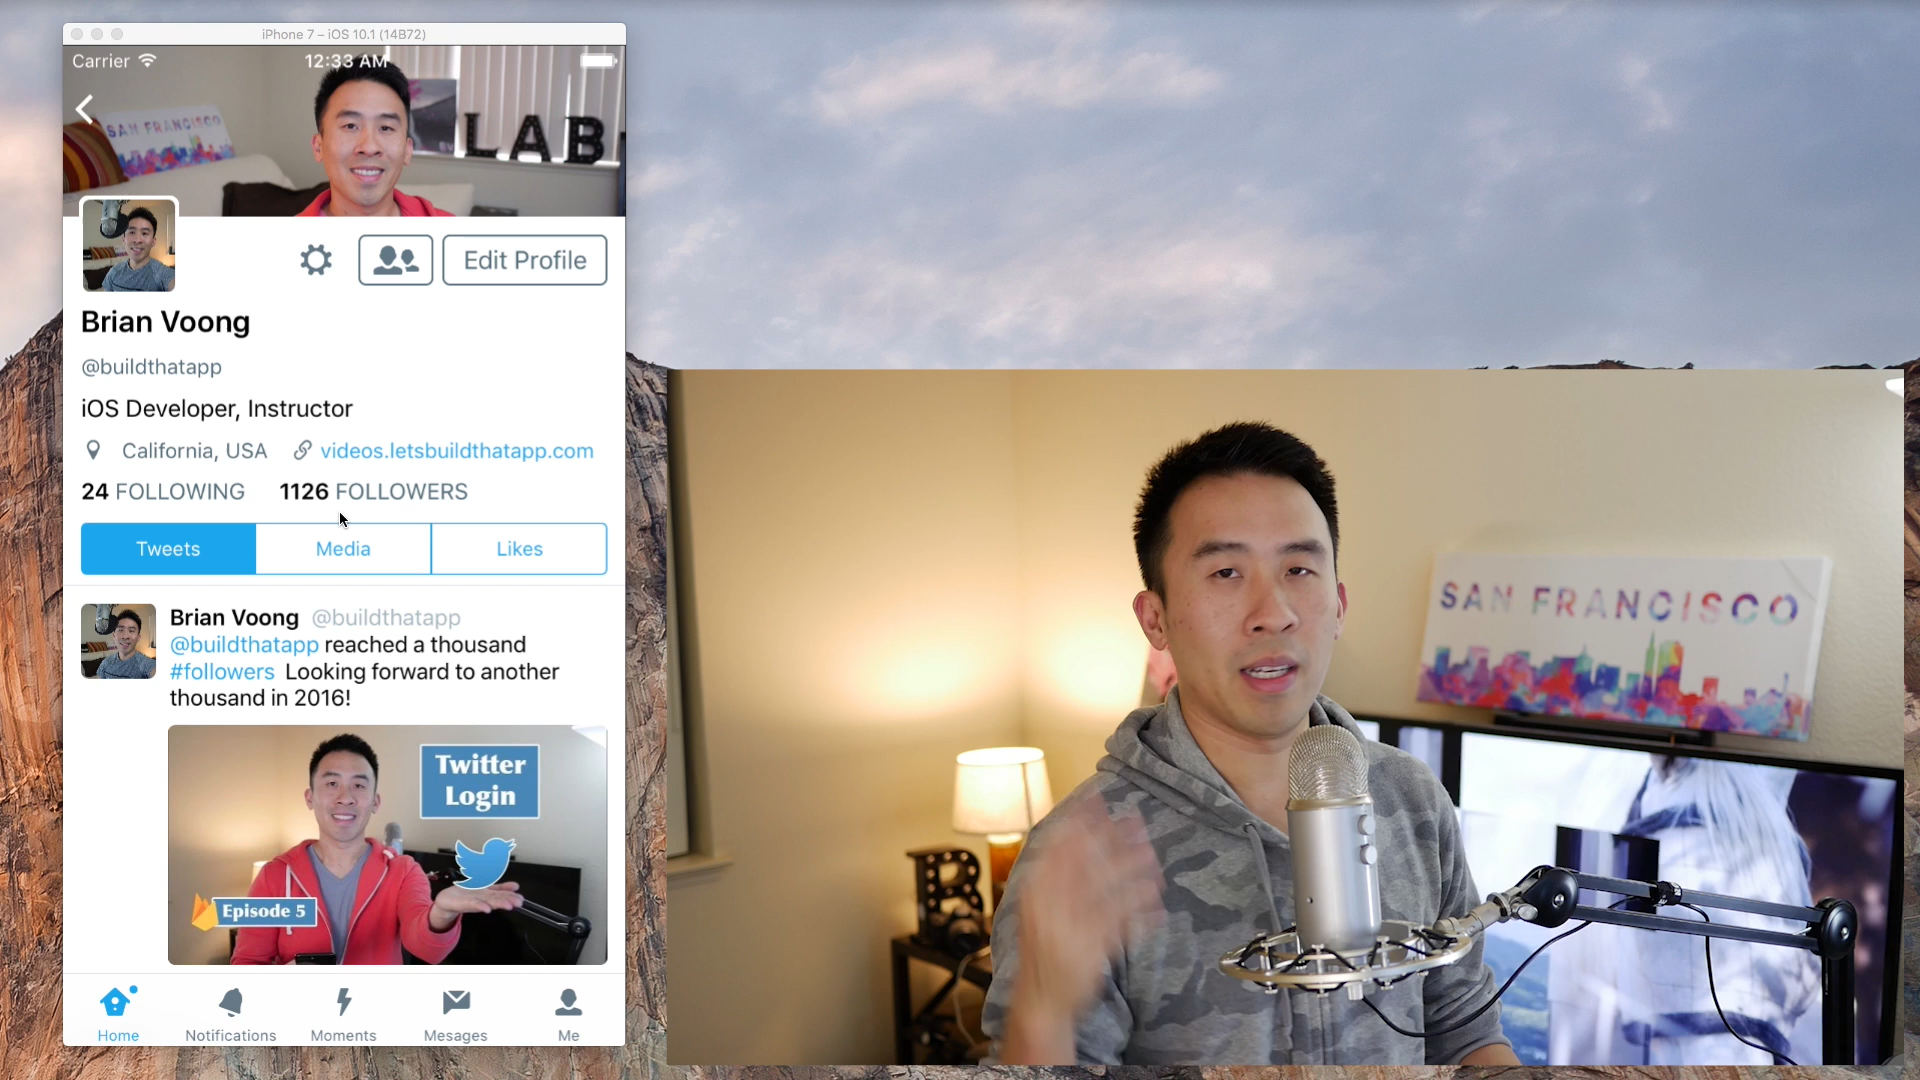 iPhone 7 – iOS 10.1 (14B72)
Carrier 12:33 AM
SAN FRANCISCO
LAB
Edit Profile
Brian Voong
@buildthatapp
iOS Developer, Instructor
California, USA videos.letsbuildthatapp.com
24 FOLLOWING 1126 FOLLOWERS
Tweets Media Likes
Brian Voong @buildthatapp
@buildthatapp reached a thousand
#followers Looking forward to another
thousand in 2016!
Twitter
Login
Episode 5
Home Notifications Moments Mesages Me
SAN FRANCISCO
B